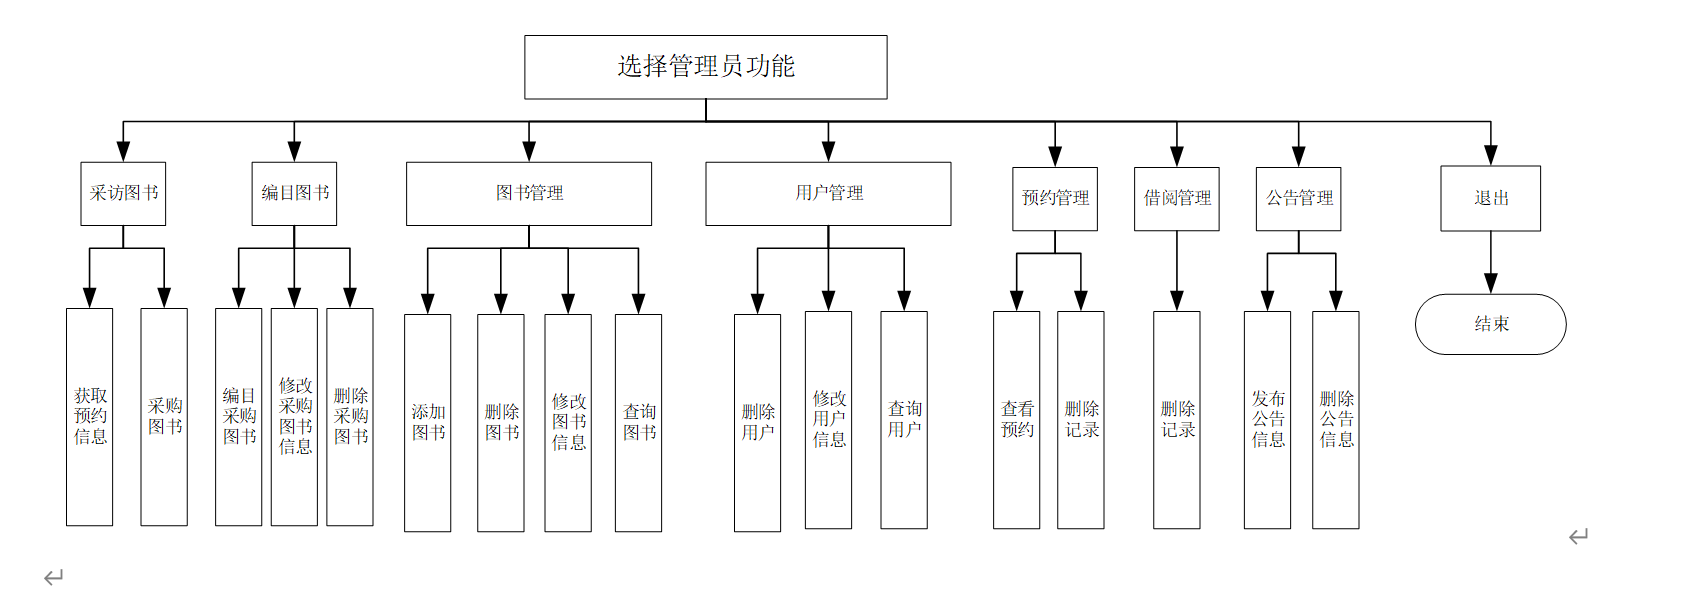 选择管理员功能
采访图书
编目图书
图书管理
用户管理
预约管理
借阅管理
公告管理
退出
获取
预约
信息
采购
图书
编目
采购
图书
修改
采购
图书
信息
删除
采购
图书
添加
图书
删除
图书
修改
图书
信息
查询
图书
删除
用户
修改
用户
信息
查询
用户
查看
预约
删除
记录
删除
记录
发布
公告
信息
删除
公告
信息
结束